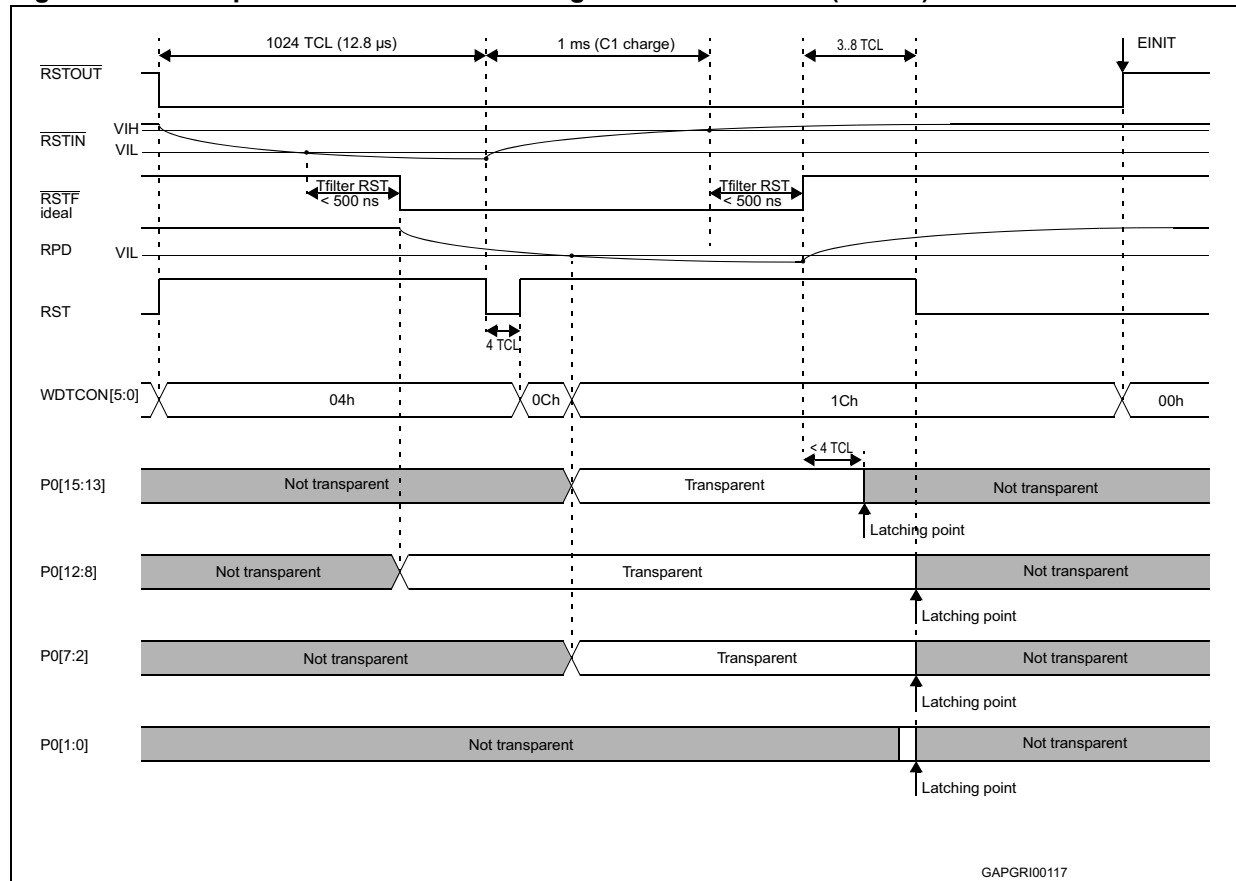 1024 TCL (12.8 µs) 1 ms (C1 charge) 3..8 TCL EINIT
RSTOUT
RSTIN VIH
VIL
RSTF
ideal
Tfilter RST
< 500 ns
Tfilter RST
< 500 ns
RPD VIL
RST
4 TCL
WDTCON[5:0] 04h 0Ch 1Ch 00h
< 4 TCL
P0[15:13] Not transparent Transparent Not transparent
Latching point
P0[12:8] Not transparent Transparent Not transparent
Latching point
P0[7:2] Not transparent Transparent Not transparent
Latching point
P0[1:0] Not transparent Not transparent
Latching point
GAPGRI00117